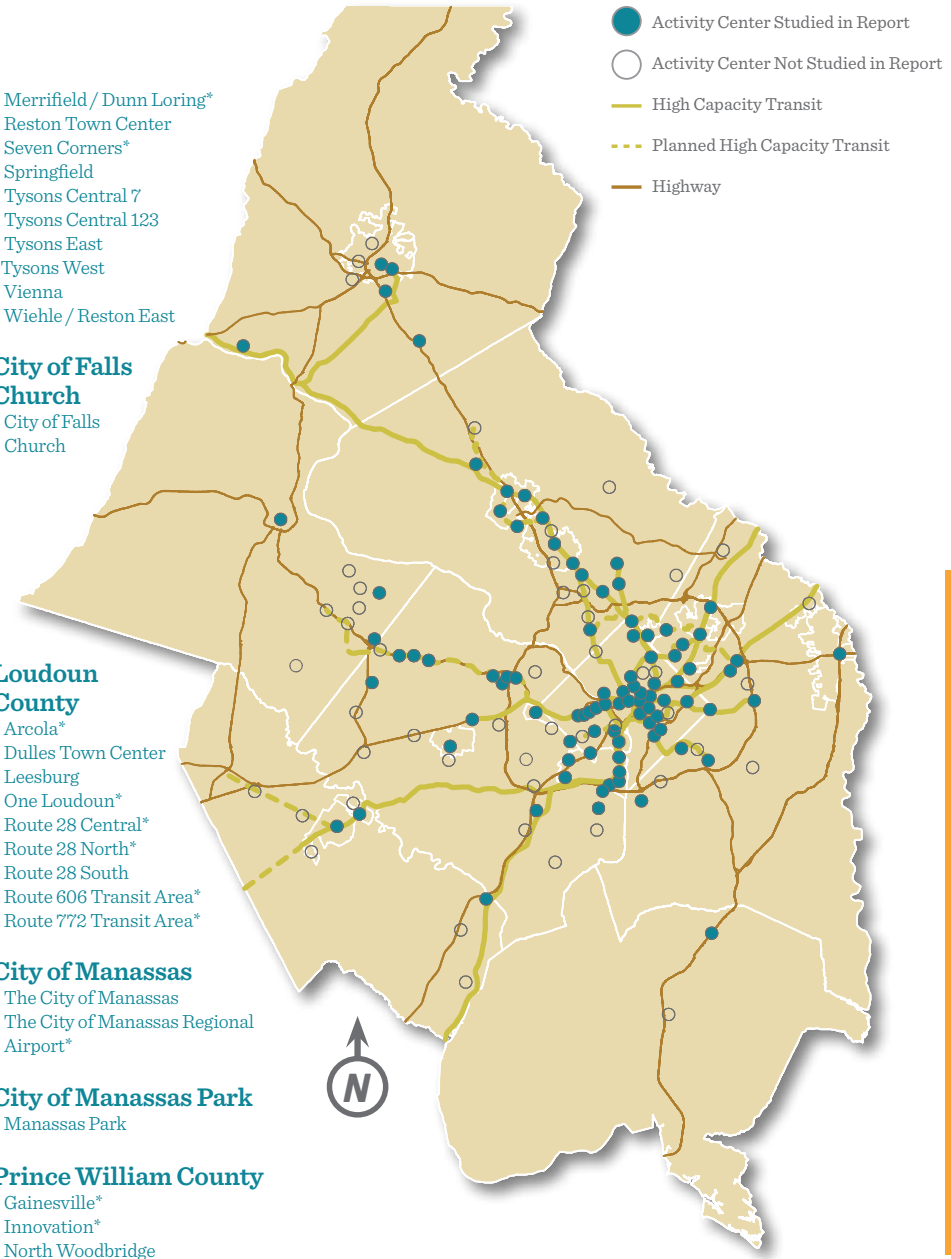 Merrifield / Dunn Loring*
Reston Town Center
Seven Corners*
Springfield
Tysons Central 7
Tysons Central 123
Tysons East
Tysons West
Vienna
Wiehle / Reston East
City of Falls
Church
City of Falls
Church
Loudoun
County
Arcola*
Dulles Town Center
Leesburg
One Loudoun*
Route 28 Central*
Route 28 North*
Route 28 South
Route 606 Transit Area*
Route 772 Transit Area*
City of Manassas
The City of Manassas
The City of Manassas Regional
Airport*
City of Manassas Park
Manassas Park
Prince William County
Gainesville*
Innovation*
North Woodbridge
Activity Center Studied in Report
Activity Center Not Studied in Report
High Capacity Transit
Planned High Capacity Transit
Highway
N